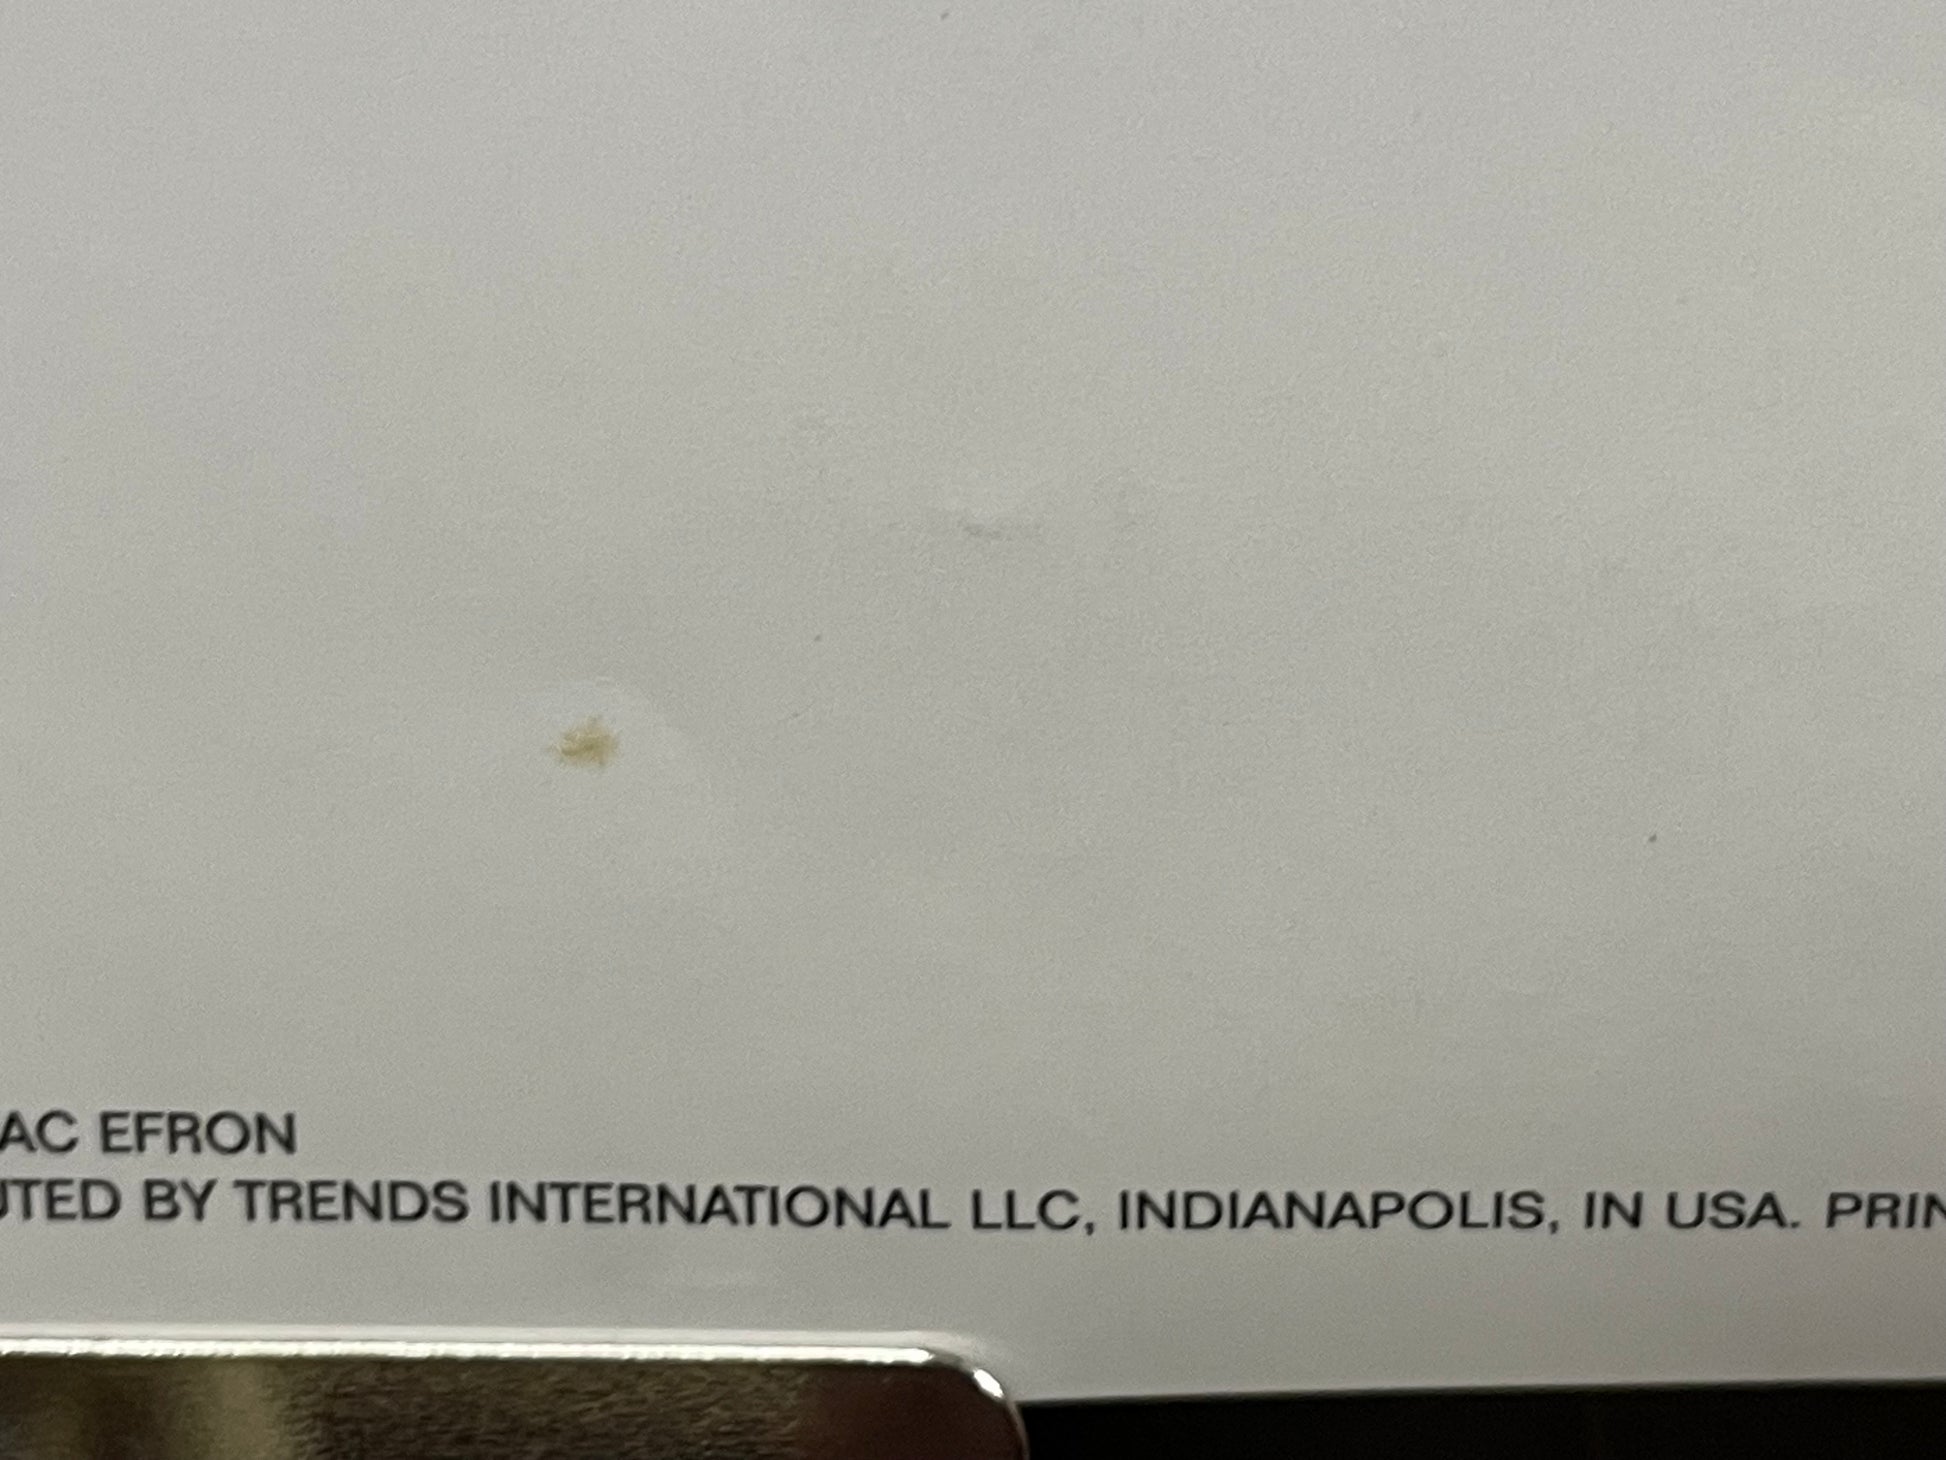 AC EFRON
UTED BY TRENDS INTERNATIONAL LLC, INDIANAPOLIS, IN USA. PRIN